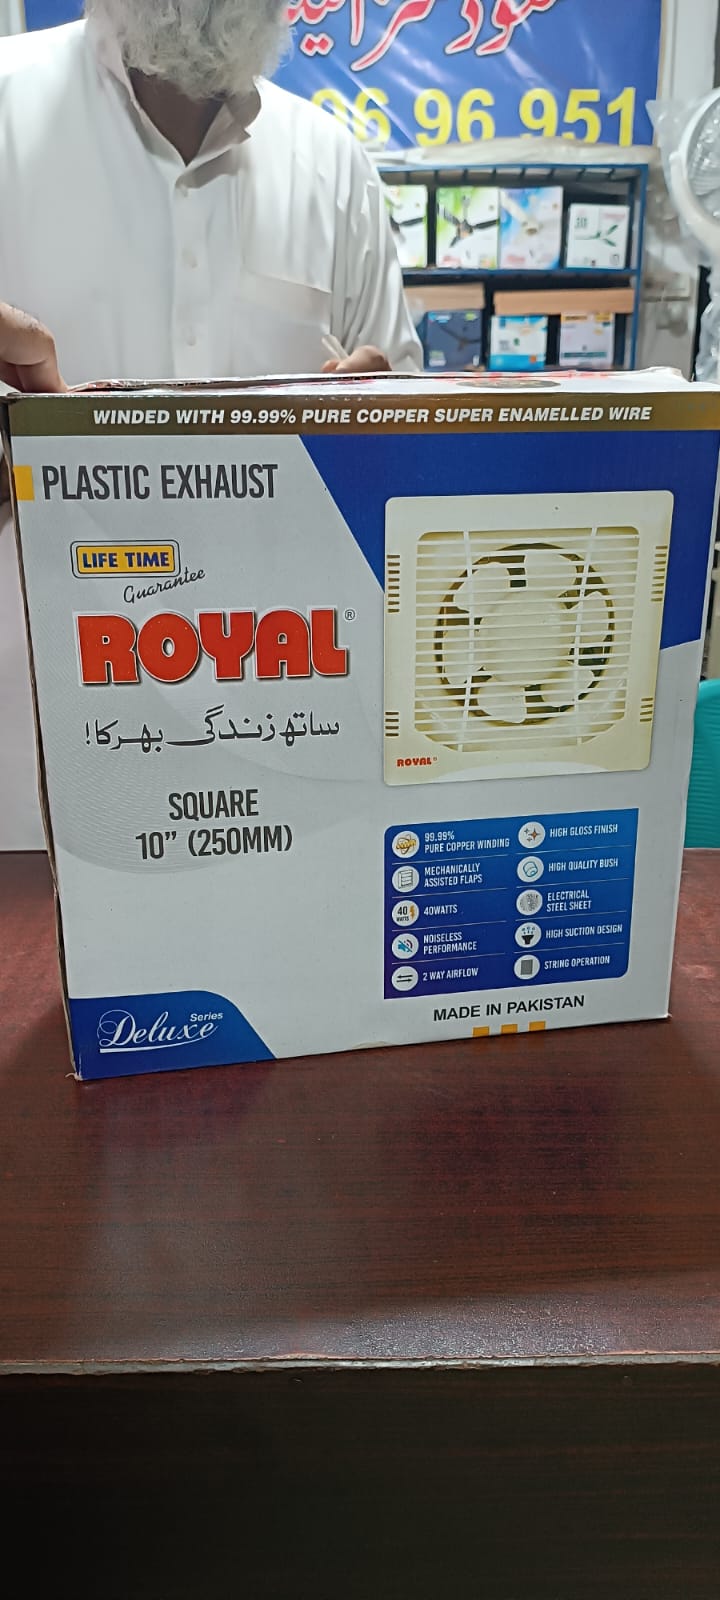 96 96 951
WINDED WITH 99.99% PURE COPPER SUPER ENAMELLED WIRE
PLASTIC EXHAUST
LIFE TIME
Guarantee
ROYAL®
ساتھ زندگی بھر کا!
SQUARE
10” (250MM)
ROYAL®
99.99%
PURE COPPER WINDING
MECHANICALLY
ASSISTED FLAPS
40
WATTS
40WATTS
NOISELESS
PERFORMANCE
2 WAY AIRFLOW
HIGH GLOSS FINISH
HIGH QUALITY BUSH
ELECTRICAL
STEEL SHEET
HIGH SUCTION DESIGN
STRING OPERATION
Deluxe Series
MADE IN PAKISTAN